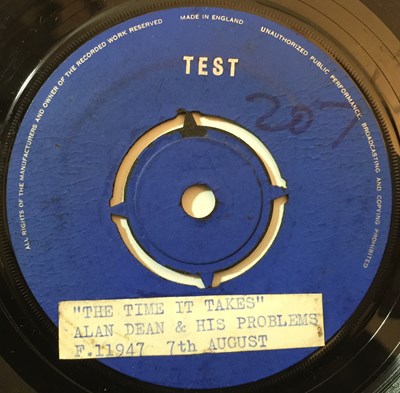 MADE IN ENGLAND
ALL RIGHTS OF THE MANUFACTURERS AND OWNER OF THE RECORDED WORK RESERVED
UNAUTHORIZED PUBLIC PERFORMANCE, BROADCASTING AND COPYING PROHIBITED
TEST
207
"THE TIME IT TAKES"
ALAN DEAN & HIS PROBLEMS
F.11947 7th AUGUST